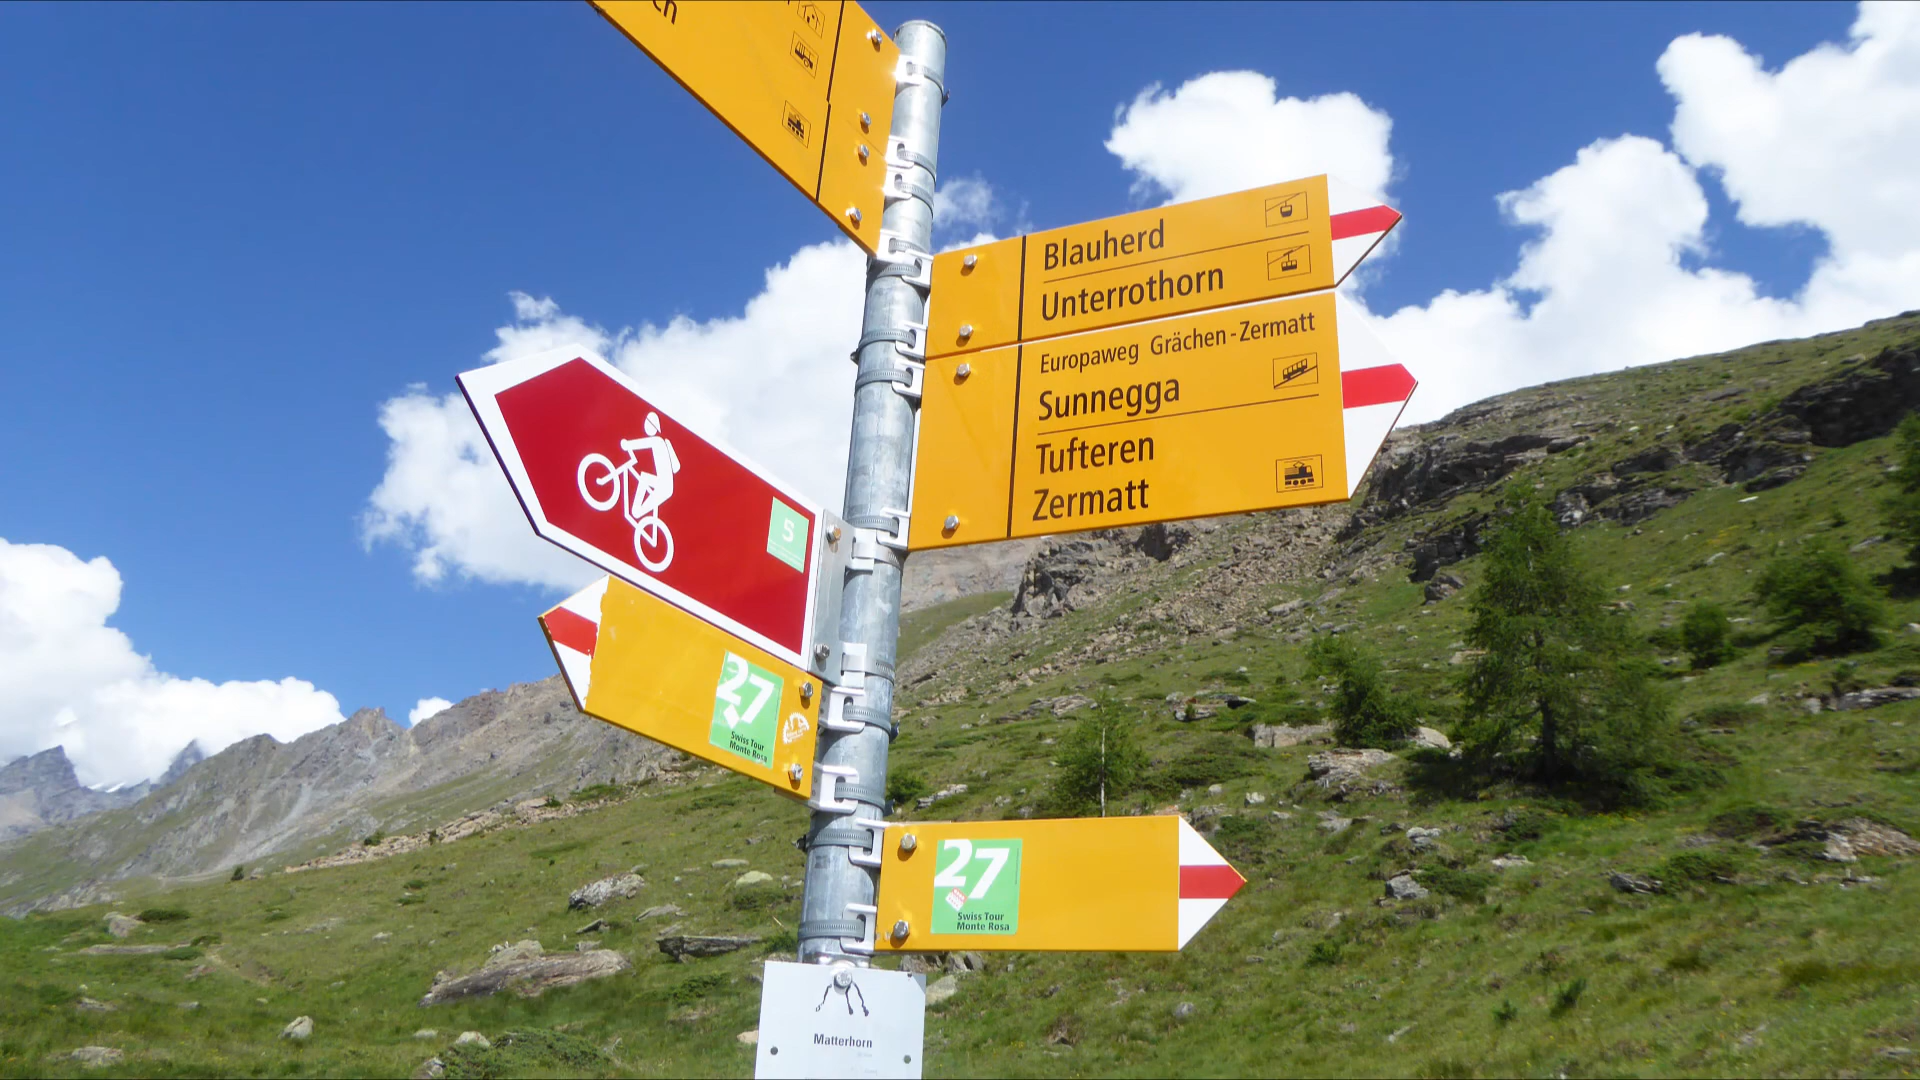 Blauherd
Unterrothorn
Europaweg Grächen-Zermatt
Sunnegga
Tufteren
Zermatt
5
27
Swiss Tour
Monte Rosa
27
Swiss Tour
Monte Rosa
Matterhorn